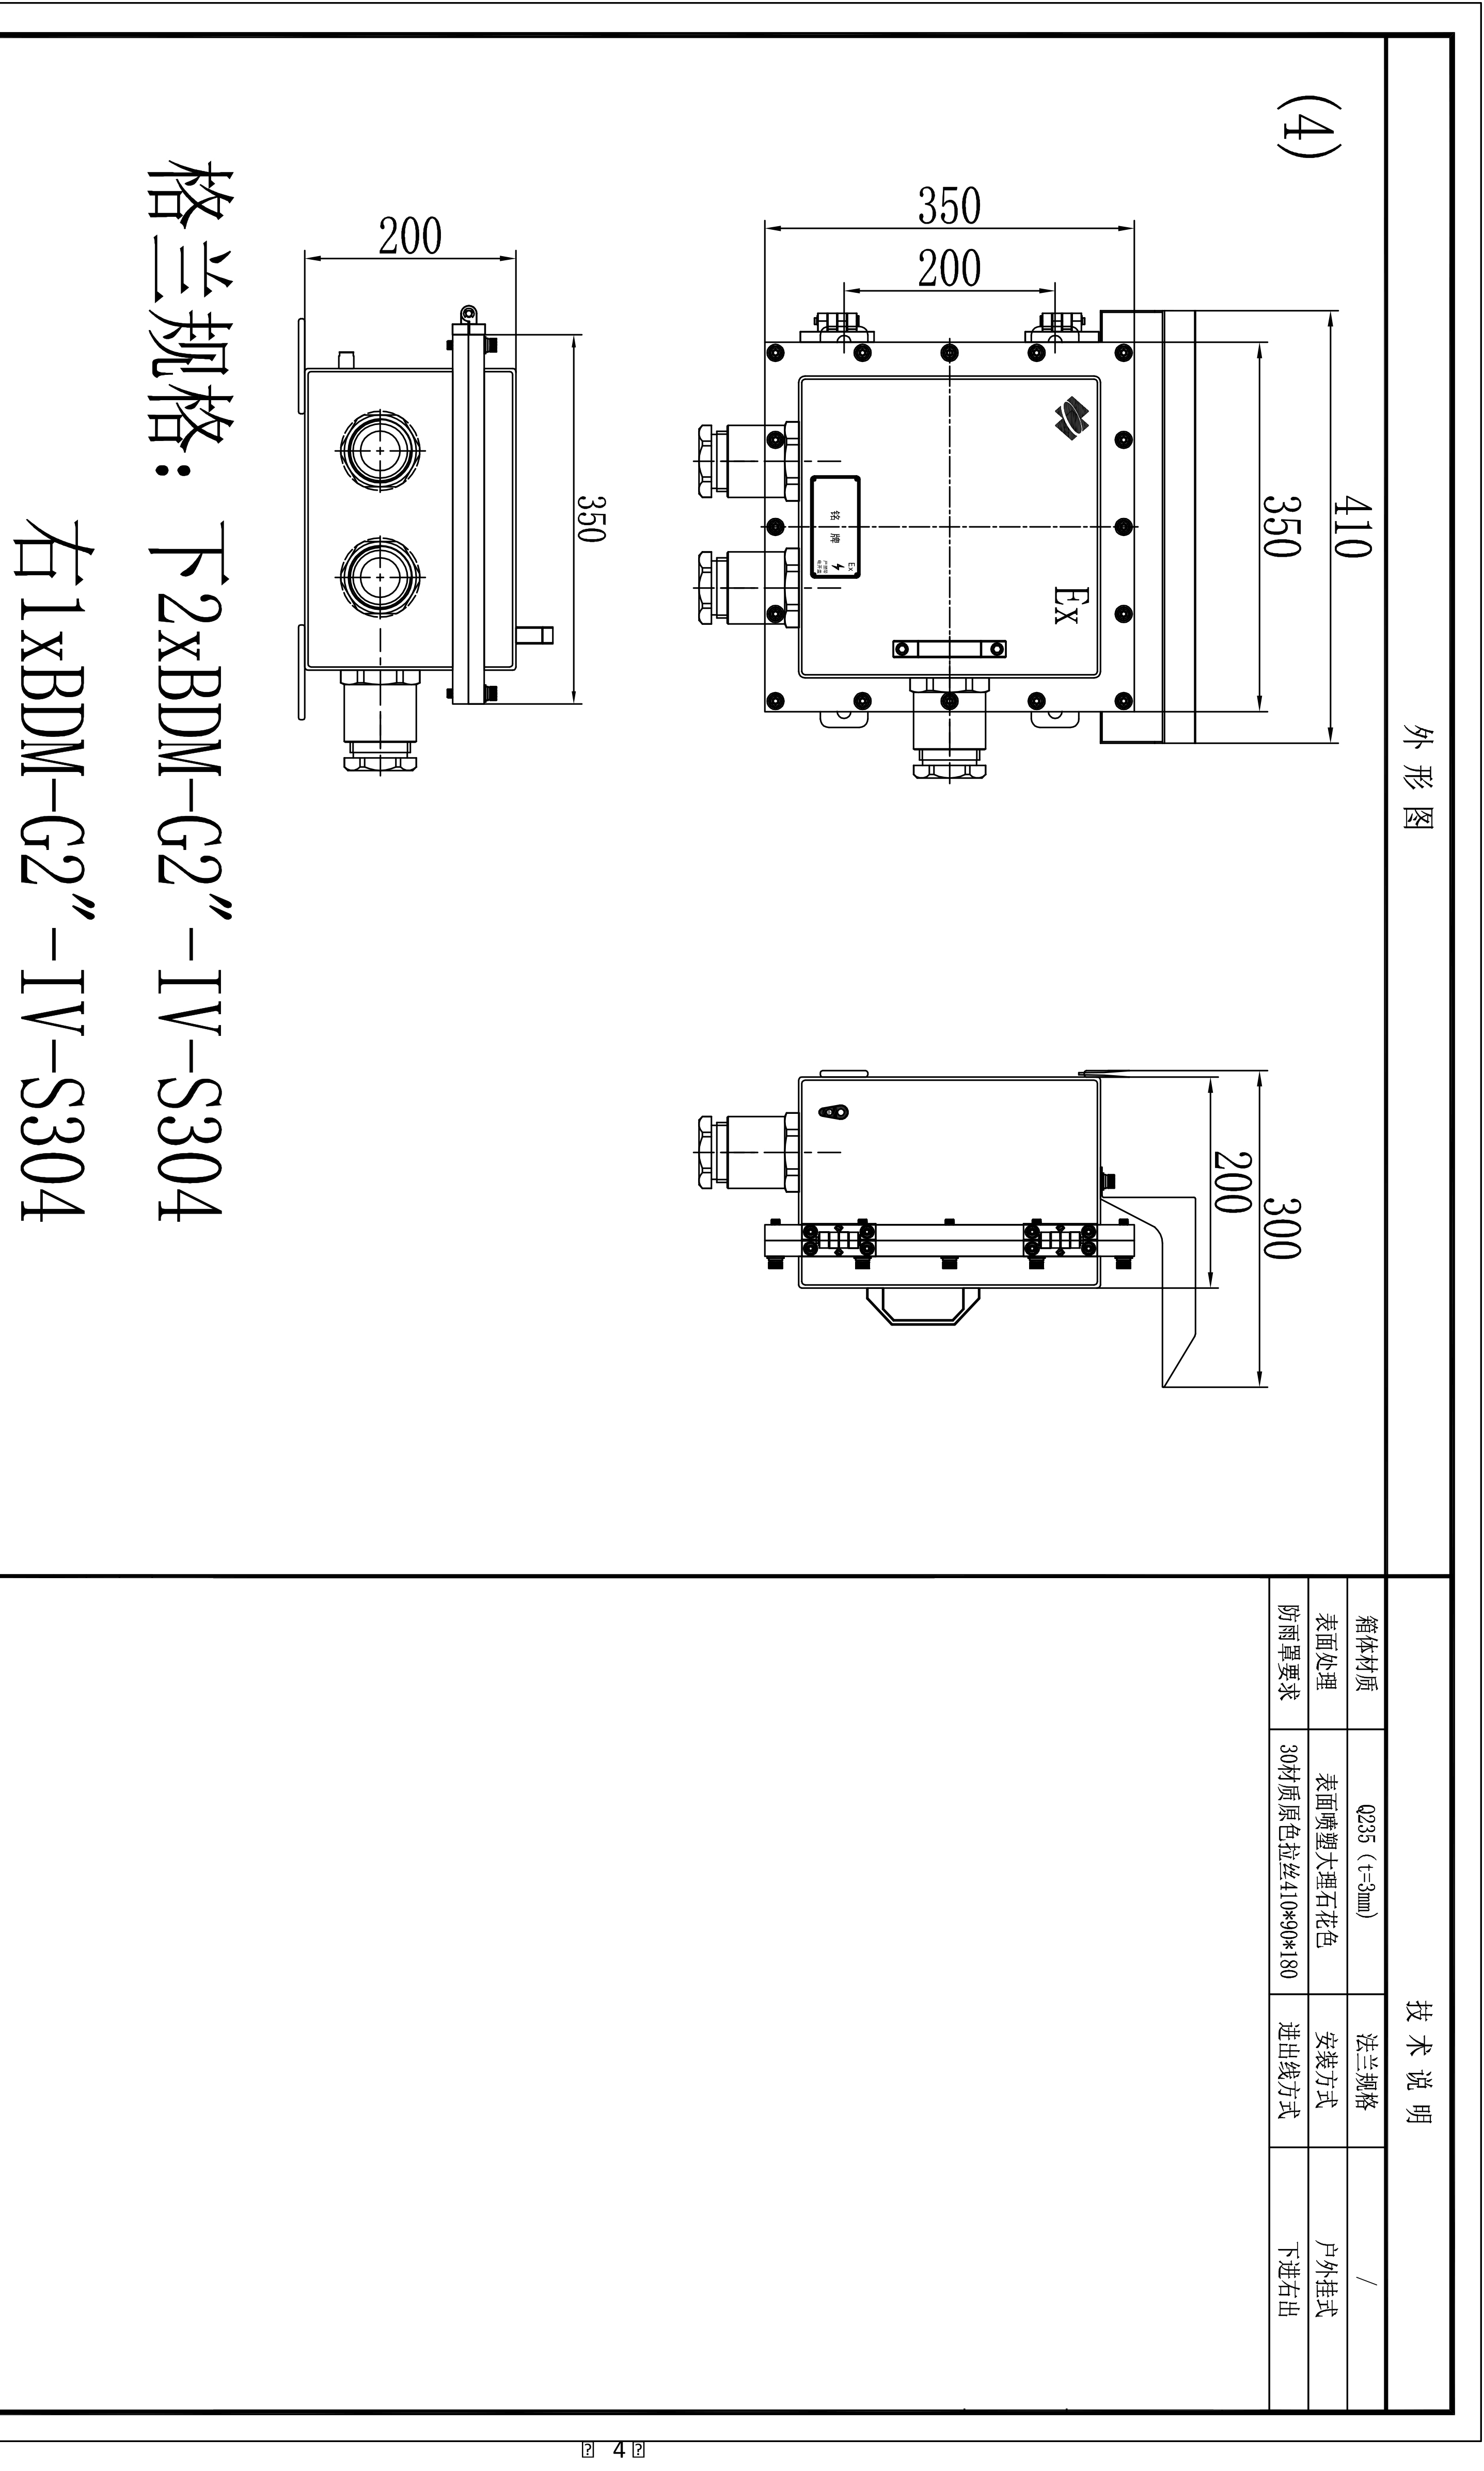 外形图
技术说明
(4)
410
350
350
200
Ex
铭牌
Ex
300
200
350
200
格兰规格：下2xBDM-G2″-IV-S304
右1xBDM-G2″-IV-S304
箱体材质 Q235 (t=3mm) 法兰规格 /
表面处理 表面喷塑大理石花色 安装方式 户外挂式
防雨罩要求 30材质原色拉丝410*90*180 进出线方式 下进右出
4